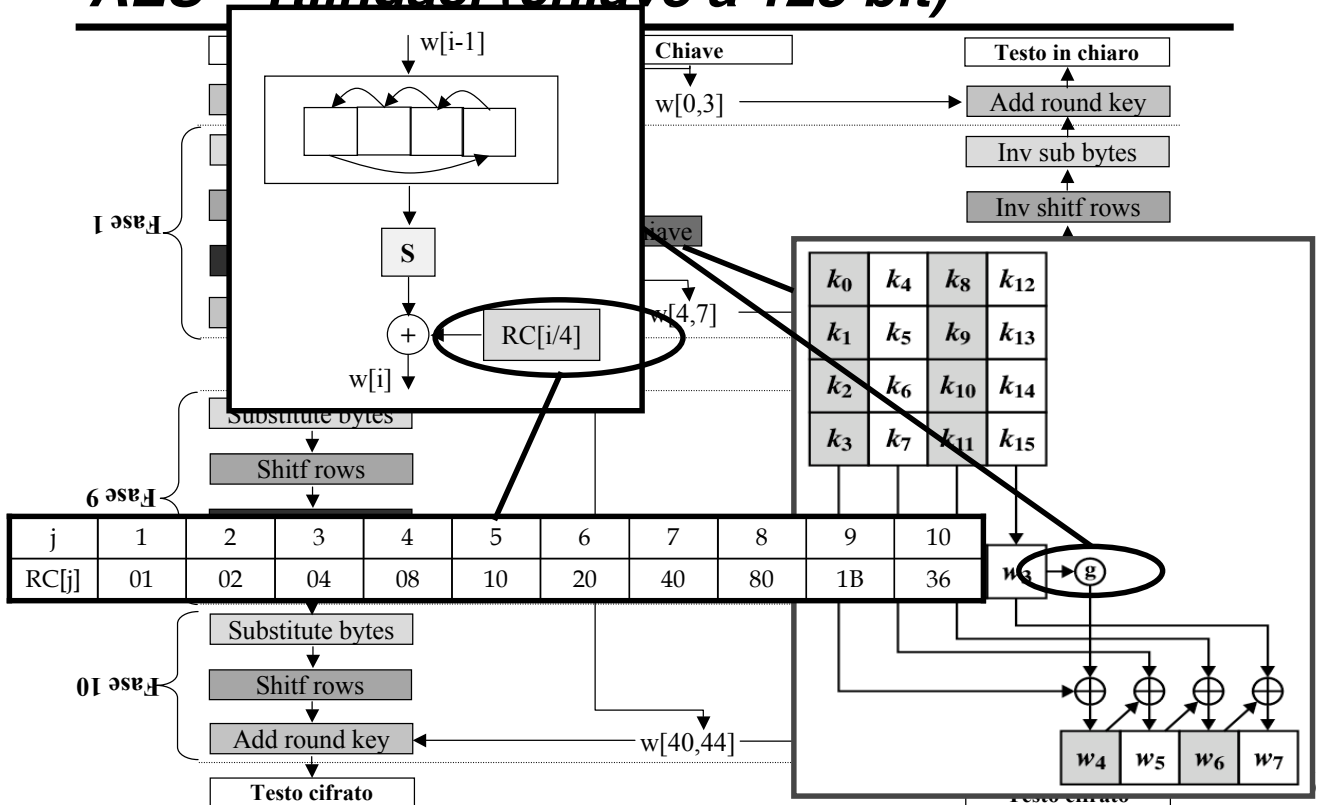 w[i-1]
S
+
RC[i/4]
w[i]
Chiave
w[0,3]
Testo in chiaro
Add round key
Inv sub bytes
Inv shitf rows
Fase 1
w[4,7]
k0 k4 k8 k12
k1 k5 k9 k13
k2 k6 k10 k14
k3 k7 k11 k15
Substitute bytes
Shitf rows
Fase 9
j 1 2 3 4 5 6 7 8 9 10
RC[j] 01 02 04 08 10 20 40 80 1B 36
w3 g
Substitute bytes
Shitf rows
Fase 10
Add round key
w[40,44]
w4 w5 w6 w7
Testo cifrato